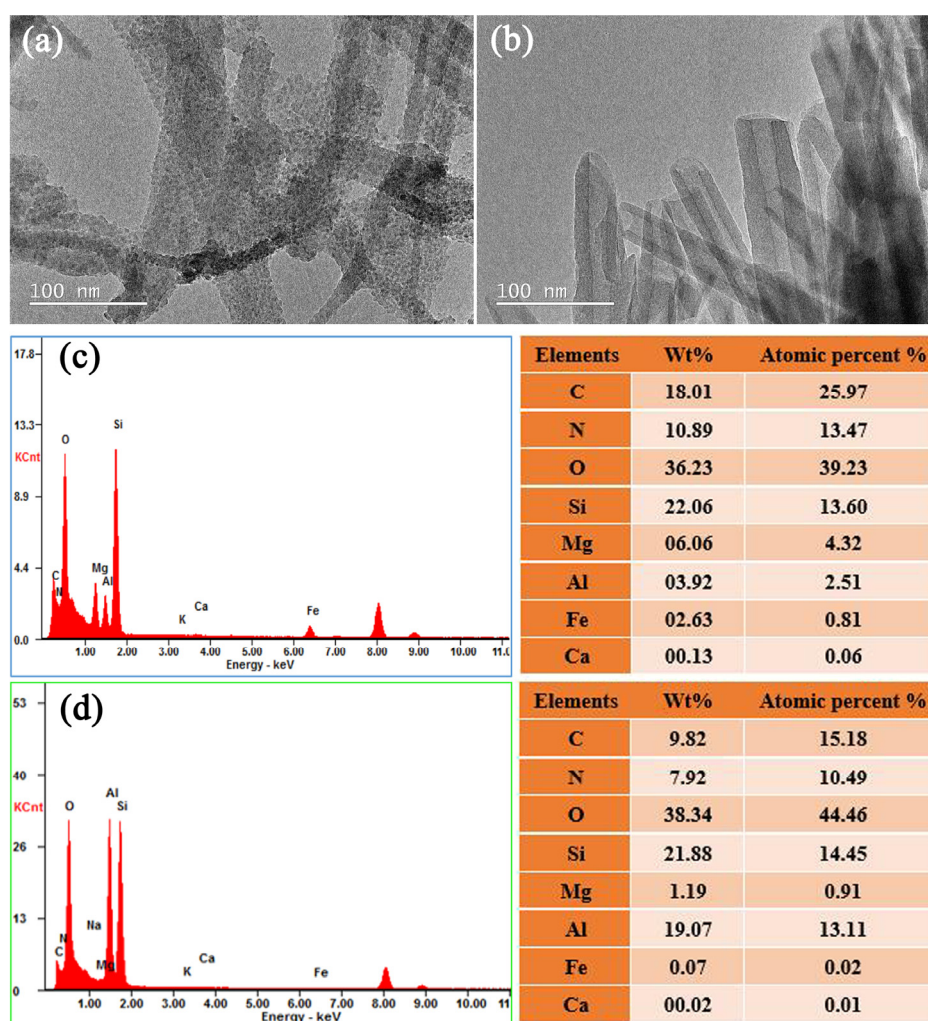 (a)
100 nm
(b)
100 nm
(c)
17.8
13.3
KCnt
8.9
4.4
0.0
C
N
O
Mg
Al
Si
K
Ca
Fe
1.00 2.00 3.00 4.00 5.00 6.00 7.00 8.00 9.00 10.00 11.0
Energy - keV
Elements Wt% Atomic percent %
C 18.01 25.97
N 10.89 13.47
O 36.23 39.23
Si 22.06 13.60
Mg 06.06 4.32
Al 03.92 2.51
Fe 02.63 0.81
Ca 00.13 0.06
(d)
53
40
KCnt
26
13
0
C
N
O
Na
Mg
Al
Si
K
Ca
Fe
1.00 2.00 3.00 4.00 5.00 6.00 7.00 8.00 9.00 10.00 11.0
Energy - keV
Elements Wt% Atomic percent %
C 9.82 15.18
N 7.92 10.49
O 38.34 44.46
Si 21.88 14.45
Mg 1.19 0.91
Al 19.07 13.11
Fe 0.07 0.02
Ca 00.02 0.01